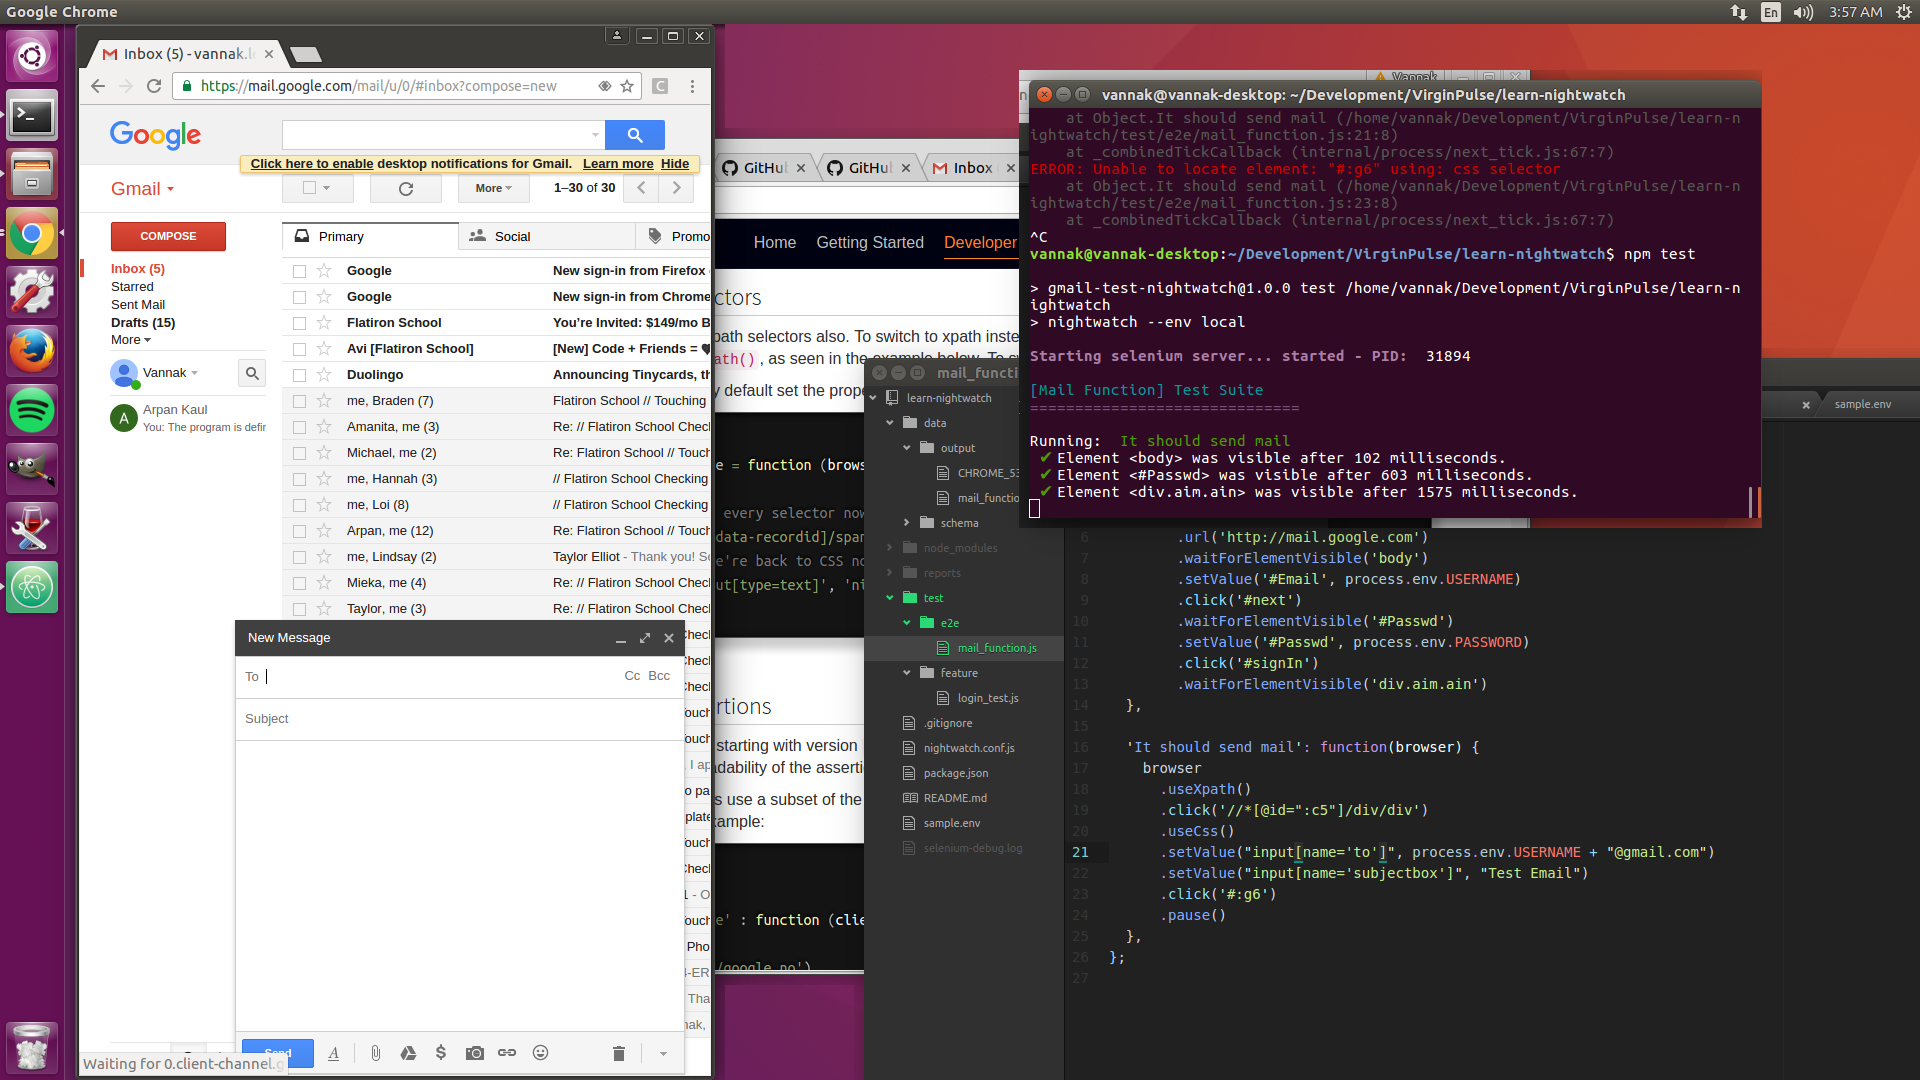 Google Chrome
En
3:57 AM
Inbox (5) - vannak.le
https://mail.google.com/mail/u/0/#inbox?compose=new
C
Google
Click here to enable desktop notifications for Gmail. Learn more Hide
Gmail
More
1–30 of 30
COMPOSE
Primary
Social
Promo
Inbox (5)
Starred
Sent Mail
Drafts (15)
More
Vannak
A
Arpan Kaul
You: The program is defin
Google New sign-in from Firefox
Google New sign-in from Chrome
Flatiron School You're Invited: $149/mo B
Avi [Flatiron School] [New] Code + Friends = ♥
Duolingo Announcing Tinycards, th
me, Braden (7) Flatiron School // Touching
Amanita, me (3) Re: // Flatiron School Check
Michael, me (2) Re: Flatiron School // Touch
me, Hannah (3) // Flatiron School Checking
me, Loi (8) // Flatiron School Checking
Arpan, me (12) Re: Flatiron School // Touch
me, Lindsay (2) Taylor Elliot - Thank you! So
Mieka, me (4) Re: // Flatiron School Check
Taylor, me (3) Re: // Flatiron School Check
New Message
To
Cc Bcc
Subject
Send
Waiting for 0.client-channel.g
GitHub
GitHub
Inbox
Home Getting Started Developer
ctors
path selectors also. To switch to xpath inste
ath(), as seen in the example below. To sw
y default set the prope
e = function (brows
every selector now
data-recordid]/span
e're back to CSS no
ut[type=text]', 'ni
rtions
starting with version
dability of the asserti
s use a subset of the
xample:
e' : function (clie
/google.no')
Vannak
vannak@vannak-desktop: ~/Development/VirginPulse/learn-nightwatch
at Object.It should send mail (/home/vannak/Development/VirginPulse/learn-n
ightwatch/test/e2e/mail_function.js:21:8)
at _combinedTickCallback (internal/process/next_tick.js:67:7)
ERROR: Unable to locate element: "#:g6" using: css selector
at Object.It should send mail (/home/vannak/Development/VirginPulse/learn-n
ightwatch/test/e2e/mail_function.js:23:8)
at _combinedTickCallback (internal/process/next_tick.js:67:7)
^C
vannak@vannak-desktop:~/Development/VirginPulse/learn-nightwatch$ npm test
> gmail-test-nightwatch@1.0.0 test /home/vannak/Development/VirginPulse/learn-n
ightwatch
> nightwatch --env local
Starting selenium server... started - PID: 31894
[Mail Function] Test Suite
==============================
Running: It should send mail
✔ Element <body> was visible after 102 milliseconds.
✔ Element <#Passwd> was visible after 603 milliseconds.
✔ Element <div.aim.ain> was visible after 1575 milliseconds.
mail_functi
learn-nightwatch
data
output
CHROME_53
mail_functio
schema
node_modules
reports
test
e2e
mail_function.js
feature
login_test.js
.gitignore
nightwatch.conf.js
package.json
README.md
sample.env
selenium-debug.log
sample.env
6 .url('http://mail.google.com')
7 .waitForElementVisible('body')
8 .setValue('#Email', process.env.USERNAME)
9 .click('#next')
10 .waitForElementVisible('#Passwd')
11 .setValue('#Passwd', process.env.PASSWORD)
12 .click('#signIn')
13 .waitForElementVisible('div.aim.ain')
14 },
15
16 'It should send mail': function(browser) {
17 browser
18 .useXpath()
19 .click('//*[@id=":c5"]/div/div')
20 .useCss()
21 .setValue("input[name='to']", process.env.USERNAME + "@gmail.com")
22 .setValue("input[name='subjectbox']", "Test Email")
23 .click('#:g6')
24 .pause()
25 },
26 };
27